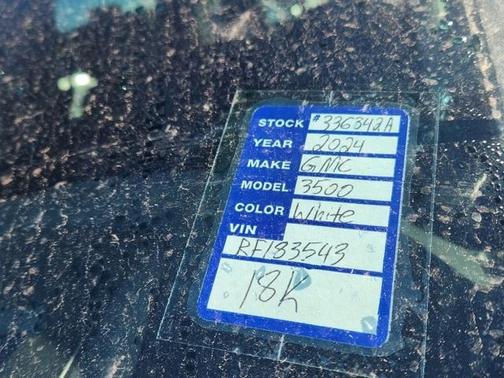 STOCK #336342A
YEAR 2024
MAKE GMC
MODEL 3500
COLOR White
VIN
RF183543
18K